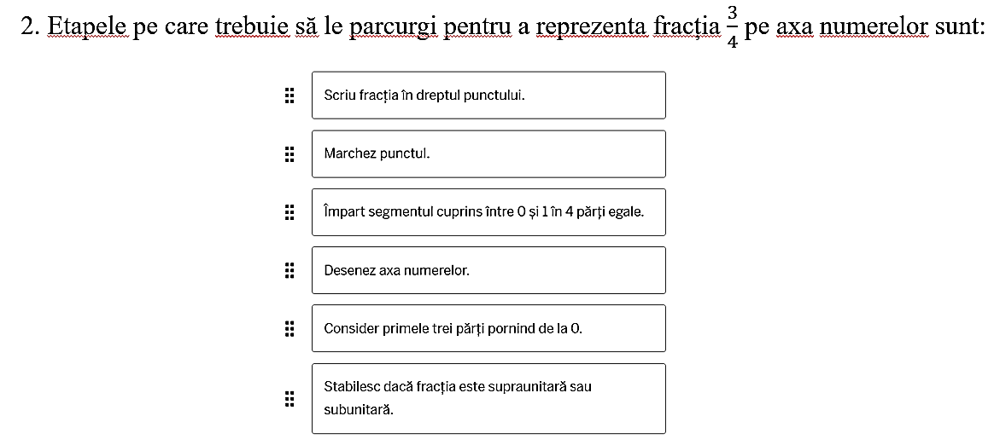 2. Etapele pe care trebuie să le parcurgi pentru a reprezenta fracția 3/4 pe axa numerelor sunt:
Scriu fracția în dreptul punctului.
Marchez punctul.
Împart segmentul cuprins între 0 și 1 în 4 părți egale.
Desenez axa numerelor.
Consider primele trei părți pornind de la 0.
Stabilesc dacă fracția este supraunitară sau
subunitară.